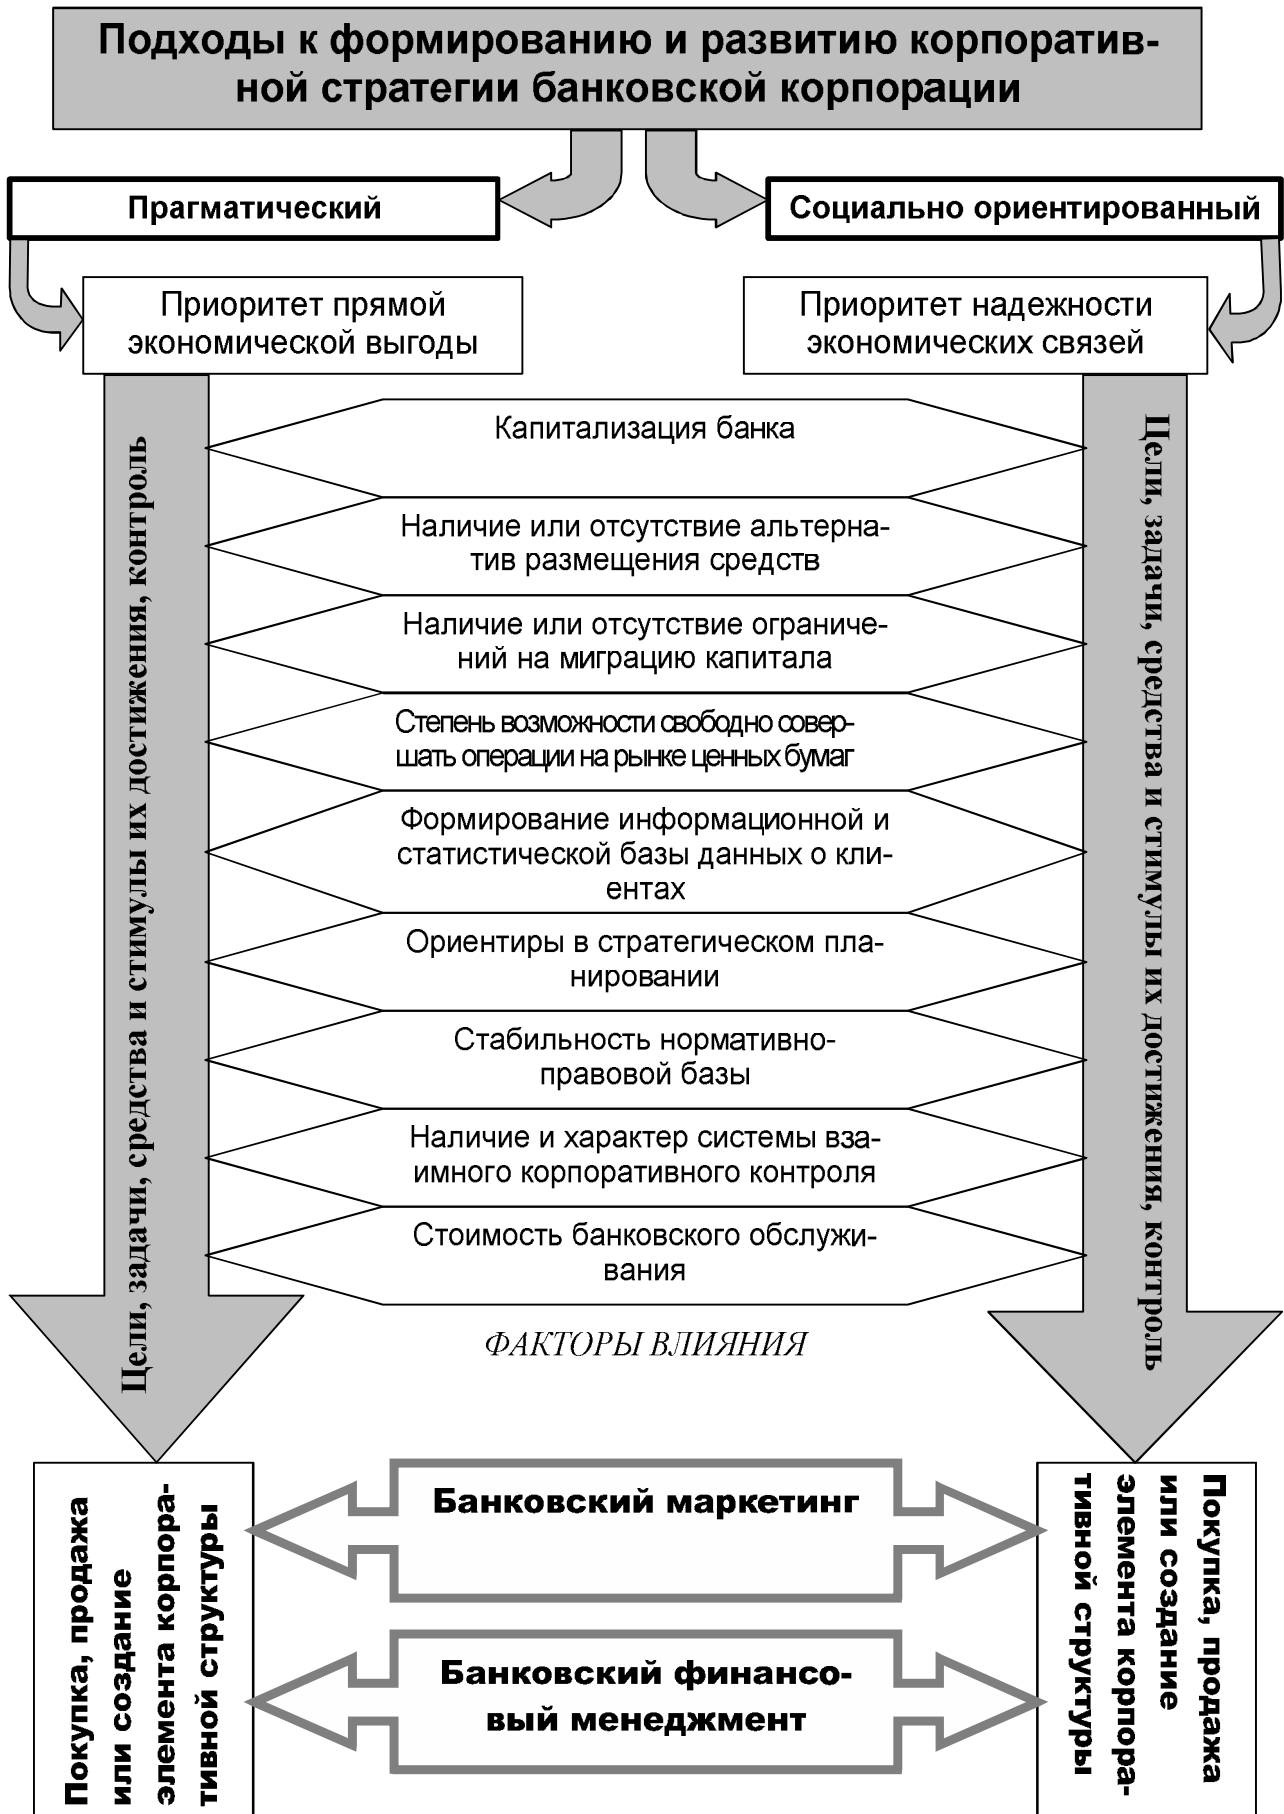 Подходы к формированию и развитию корпоратив-
ной стратегии банковской корпорации
Прагматический
Социально ориентированный
Приоритет прямой
экономической выгоды
Приоритет надежности
экономических связей
Цели, задачи, средства и стимулы их достижения, контроль
Капитализация банка
Наличие или отсутствие альтерна-
тив размещения средств
Наличие или отсутствие ограниче-
ний на миграцию капитала
Степень возможности свободно совер-
шать операции на рынке ценных бумаг
Формирование информационной и
статистической базы данных о кли-
ентах
Ориентиры в стратегическом пла-
нировании
Стабильность нормативно-
правовой базы
Наличие и характер системы вза-
имного корпоративного контроля
Стоимость банковского обслужи-
вания
Цели, задачи, средства и стимулы их достижения, контроль
ФАКТОРЫ ВЛИЯНИЯ
Покупка, продажа
или создание
элемента корпора-
тивной структуры
Банковский маркетинг
Банковский финансо-
вый менеджмент
Покупка, продажа
или создание
элемента корпора-
тивной структуры